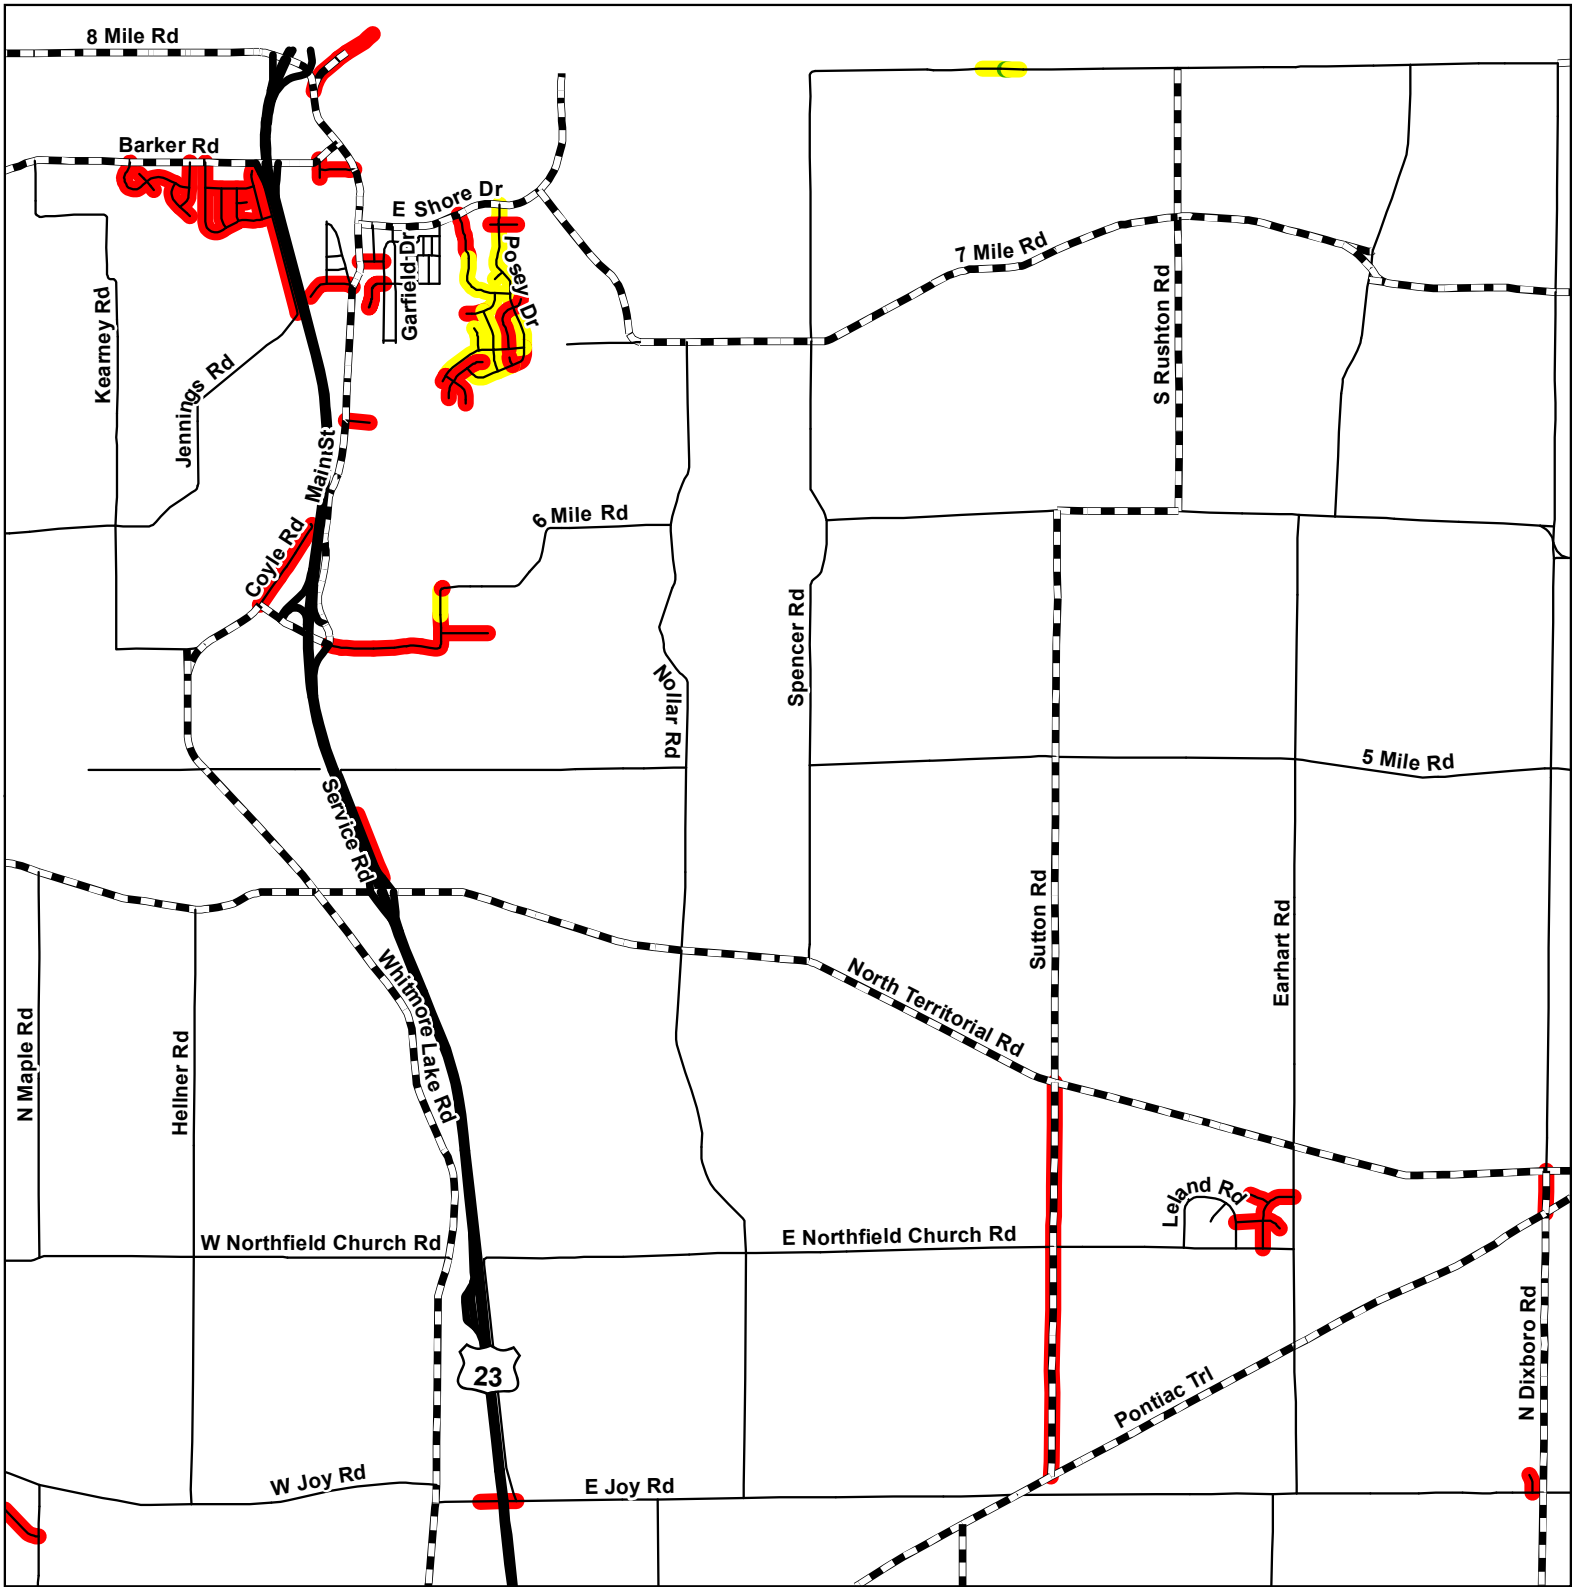 8 Mile Rd
Barker Rd
E Shore Dr
Posey Dr
Garfield Dr
7 Mile Rd
S Rushton Rd
Kearney Rd
Jennings Rd
Main St
Coyle Rd
6 Mile Rd
Spencer Rd
Nollar Rd
5 Mile Rd
Service Rd
Sutton Rd
Earhart Rd
North Territorial Rd
Whitmore Lake Rd
N Maple Rd
Hellner Rd
Leland Rd
W Northfield Church Rd
E Northfield Church Rd
N Dixboro Rd
23
Pontiac Trl
W Joy Rd
E Joy Rd